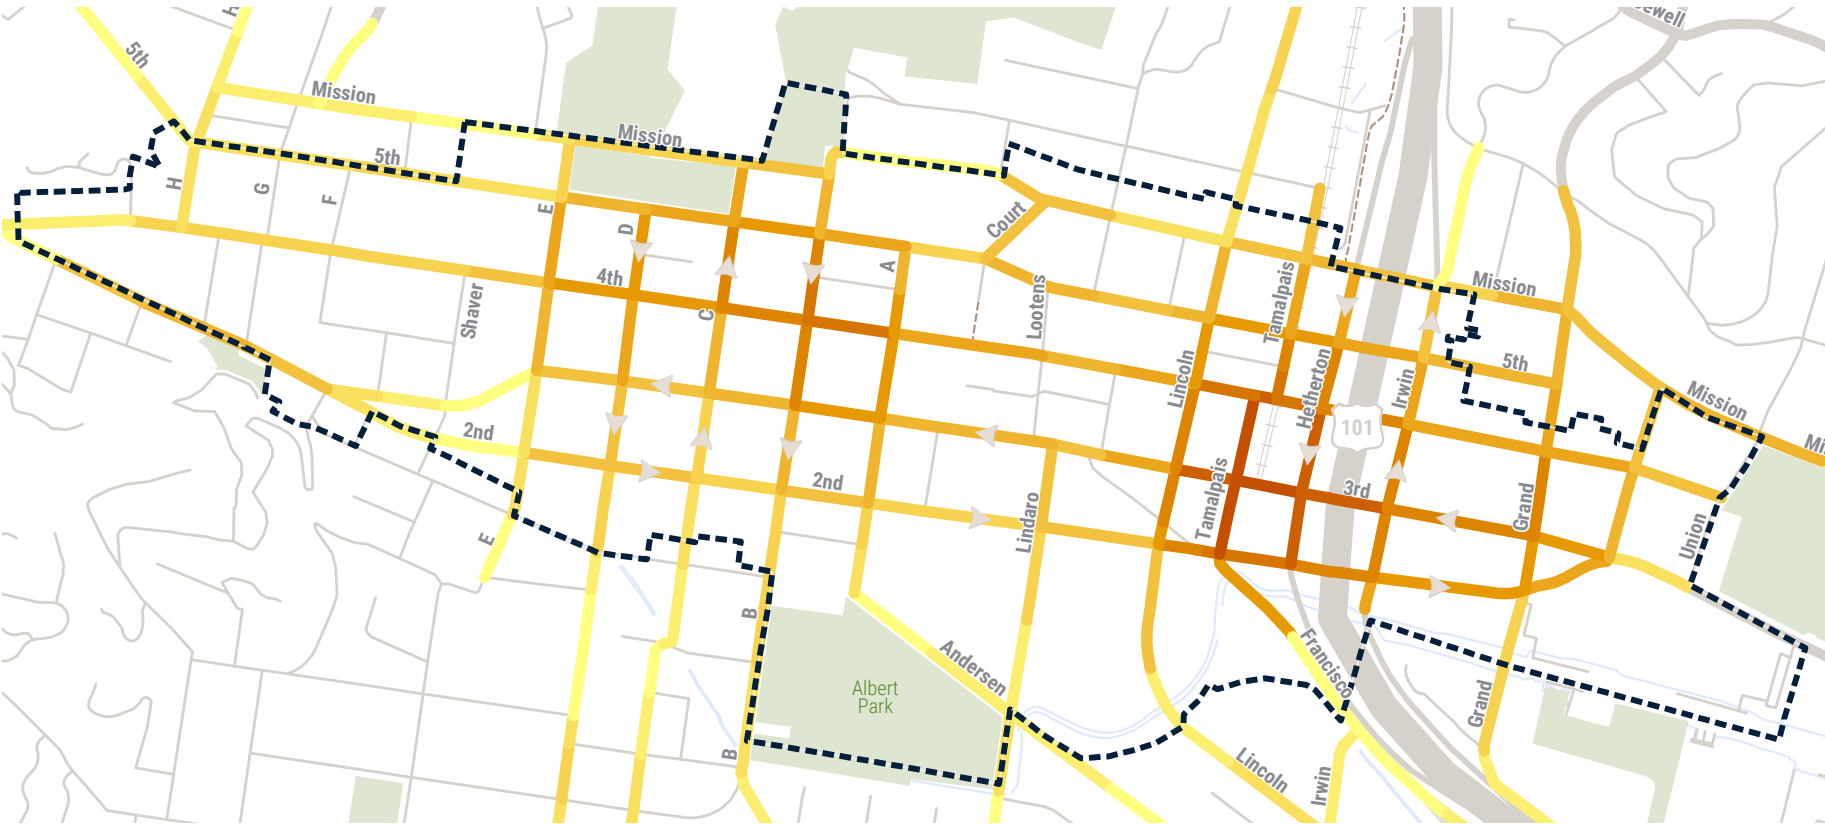 H
5th
Mission
Mission
5th
H
G
F
E
D
4th
Shaver
C
A
Court
Lootens
Tamalpais
Lincoln
Hetherton
Irwin
Mission
5th
Mission
101
2nd
2nd
3rd
Grand
Tamalpais
Lindaro
E
B
B
Union
Albert
Park
Andersen
Francisco
Grand
Lincoln
Irwin